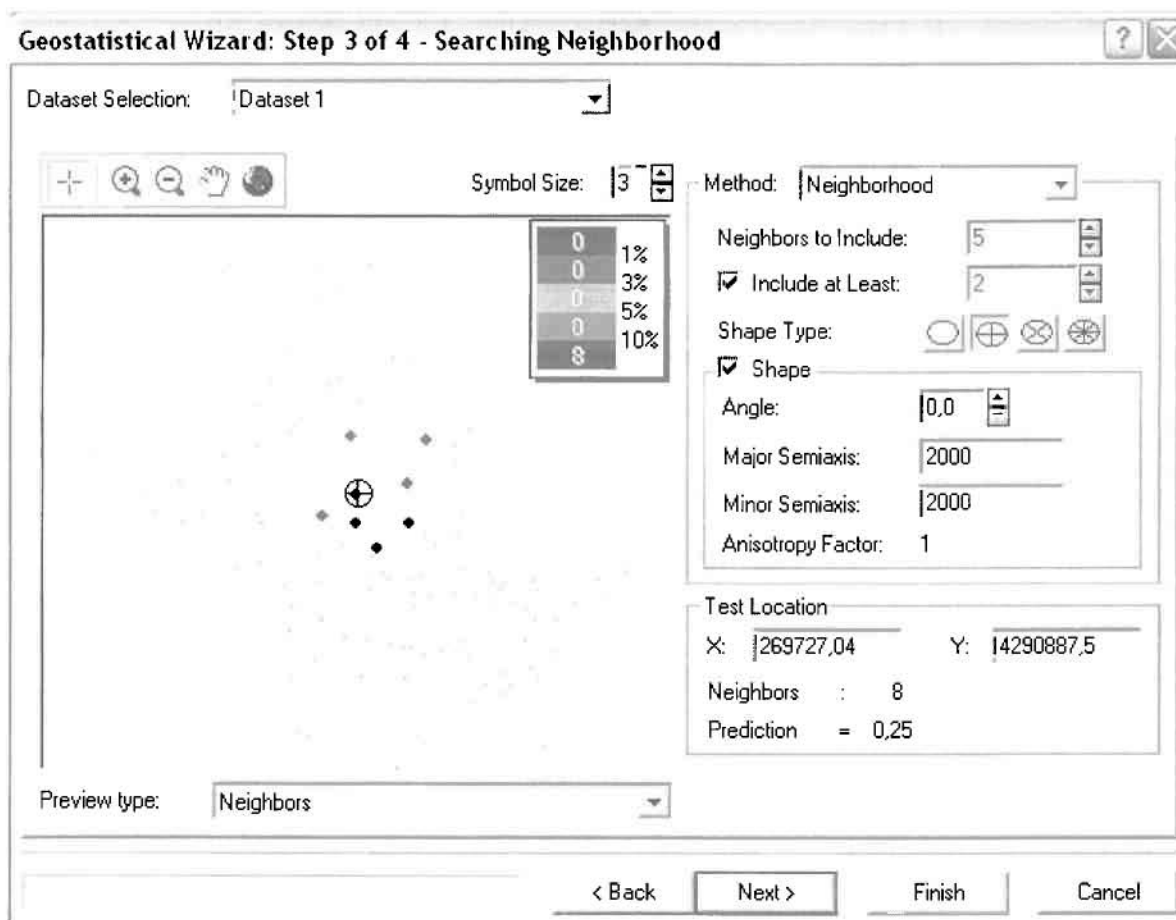 Geostatistical Wizard: Step 3 of 4 - Searching Neighborhood
Dataset Selection: Dataset 1
Symbol Size: 3
0
0
0
0
8
1%
3%
5%
10%
Method: Neighborhood
Neighbors to Include: 5
Include at Least: 2
Shape Type:
Shape
Angle: 0,0
Major Semiaxis: 2000
Minor Semiaxis: 2000
Anisotropy Factor: 1
Test Location
X: 269727,04 Y: 4290887,5
Neighbors : 8
Prediction = 0,25
Preview type: Neighbors
< Back Next > Finish Cancel